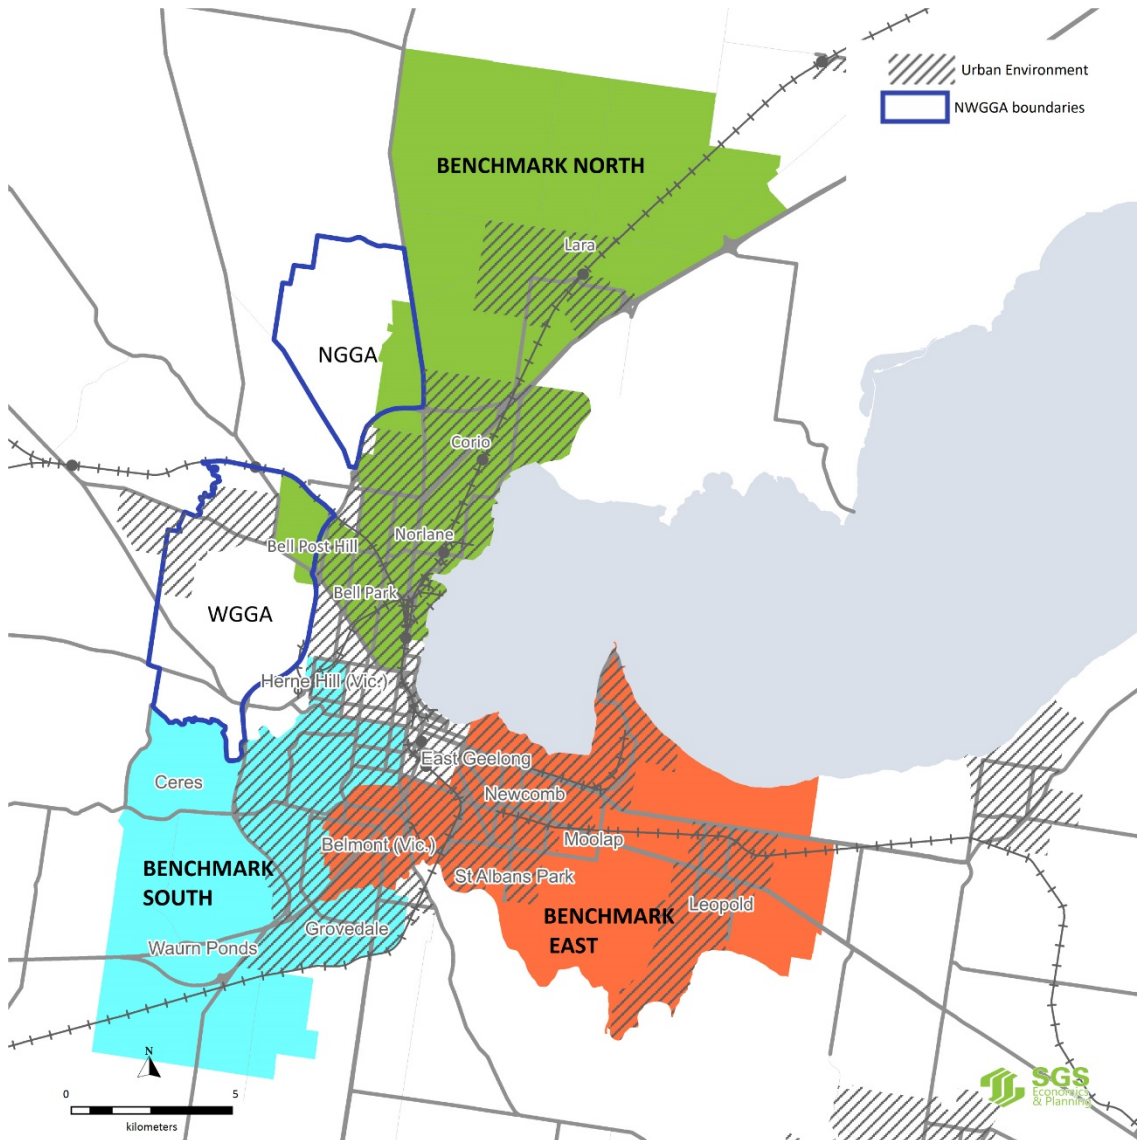 Urban Environment
NWGGA boundaries
BENCHMARK NORTH
Lara
NGGA
Corio
Norlane
Bell Post Hill
Bell Park
WGGA
Herne Hill (Vic.)
East Geelong
Ceres
Newcomb
Moolap
Belmont (Vic.)
BENCHMARK
SOUTH
St Albans Park
Leopold
BENCHMARK
EAST
Grovedale
Waurn Ponds
N
0 5
kilometers
SGS
Economics
& Planning